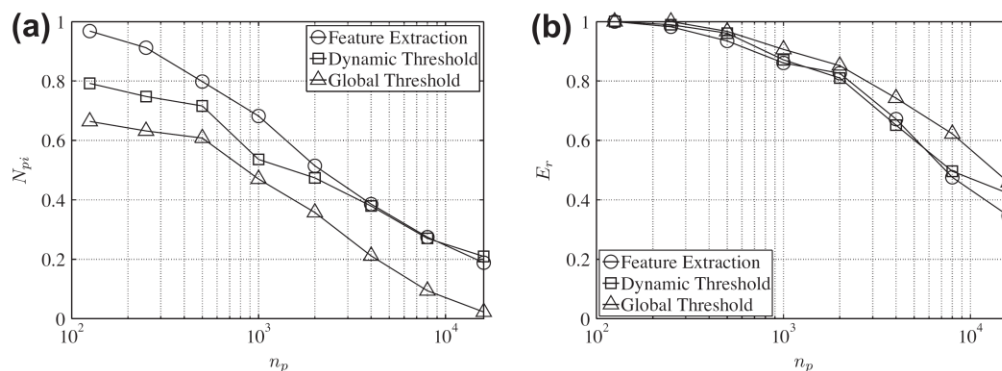 (a)
1
0.8
0.6
0.4
0.2
0
N_{pi}
Feature Extraction
Dynamic Threshold
Global Threshold
10^2
10^3
10^4
n_p
(b)
1
0.8
0.6
0.4
0.2
0
E_r
Feature Extraction
Dynamic Threshold
Global Threshold
10^2
10^3
10^4
n_p